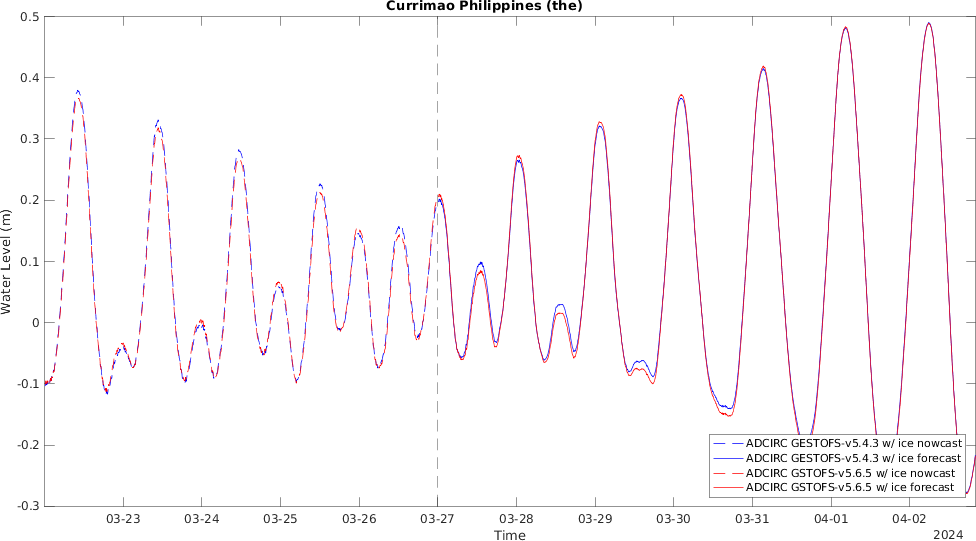 Currimao Philippines (the)
0.5
0.4
0.3
0.2
0.1
0
-0.1
-0.2
-0.3
Water Level (m)
ADCIRC GESTOFS-v5.4.3 w/ ice nowcast
ADCIRC GESTOFS-v5.4.3 w/ ice forecast
ADCIRC GSTOFS-v5.6.5 w/ ice nowcast
ADCIRC GSTOFS-v5.6.5 w/ ice forecast
03-23 03-24 03-25 03-26 03-27 03-28 03-29 03-30 03-31 04-01 04-02
Time
2024